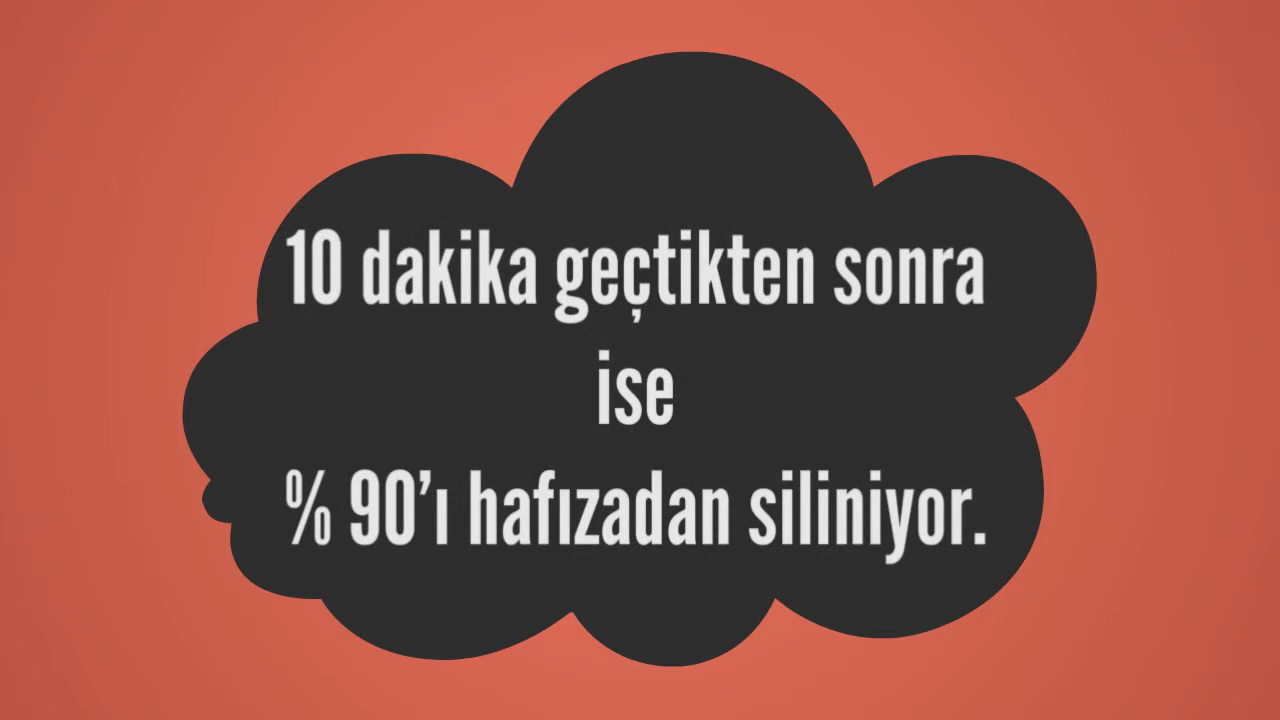 10 dakika geçtikten sonra
ise
% 90’ı hafızadan siliniyor.